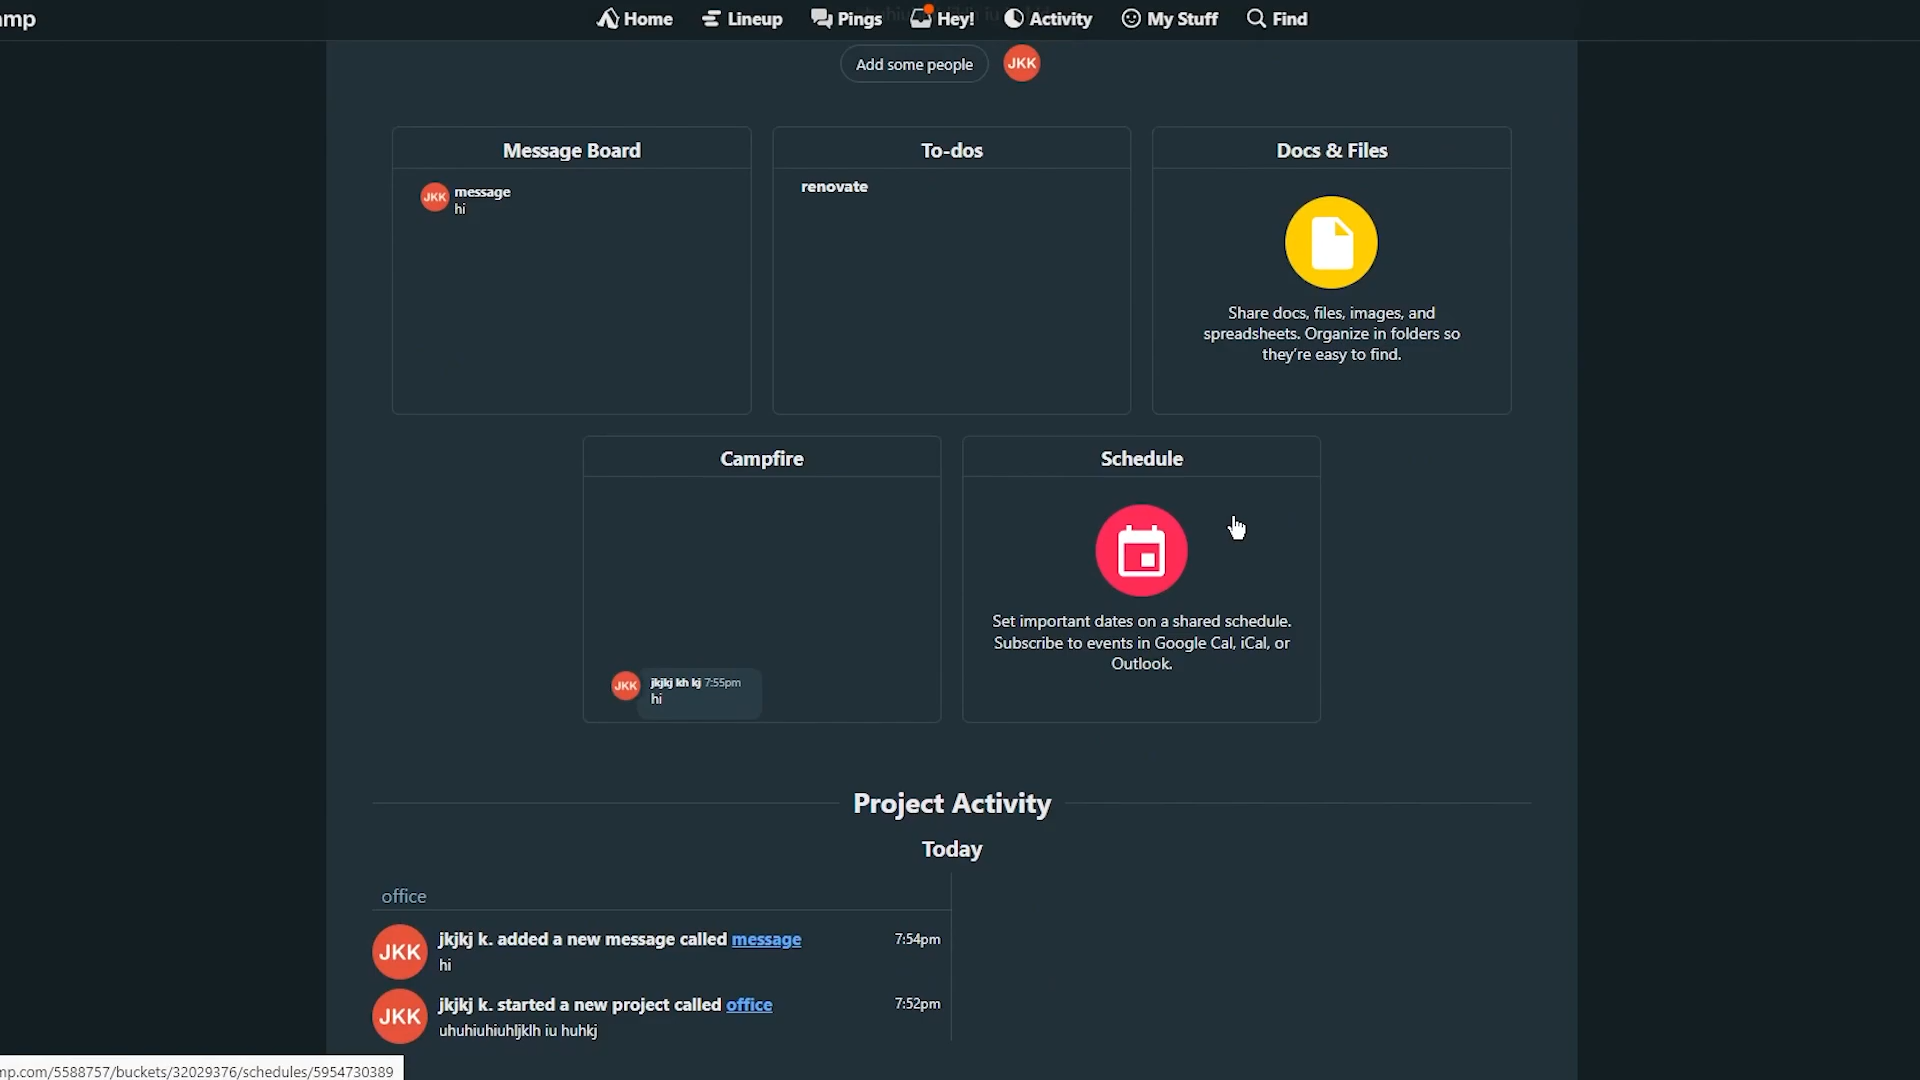 mp
Home
Lineup
Pings
Hey!
Activity
My Stuff
Find
Add some people
JKK
Message Board
JKK
message
hi
To-dos
renovate
Docs & Files
Share docs, files, images, and
spreadsheets. Organize in folders so
they're easy to find.
Campfire
JKK
jkjkj kh kj 7:55pm
hi
Schedule
Set important dates on a shared schedule.
Subscribe to events in Google Cal, iCal, or
Outlook.
Project Activity
Today
office
JKK
jkjkj k. added a new message called message
7:54pm
hi
JKK
jkjkj k. started a new project called office
7:52pm
uhuhiuhiuhljklh iu huhkj
mp.com/5588757/buckets/32029376/schedules/5954730389